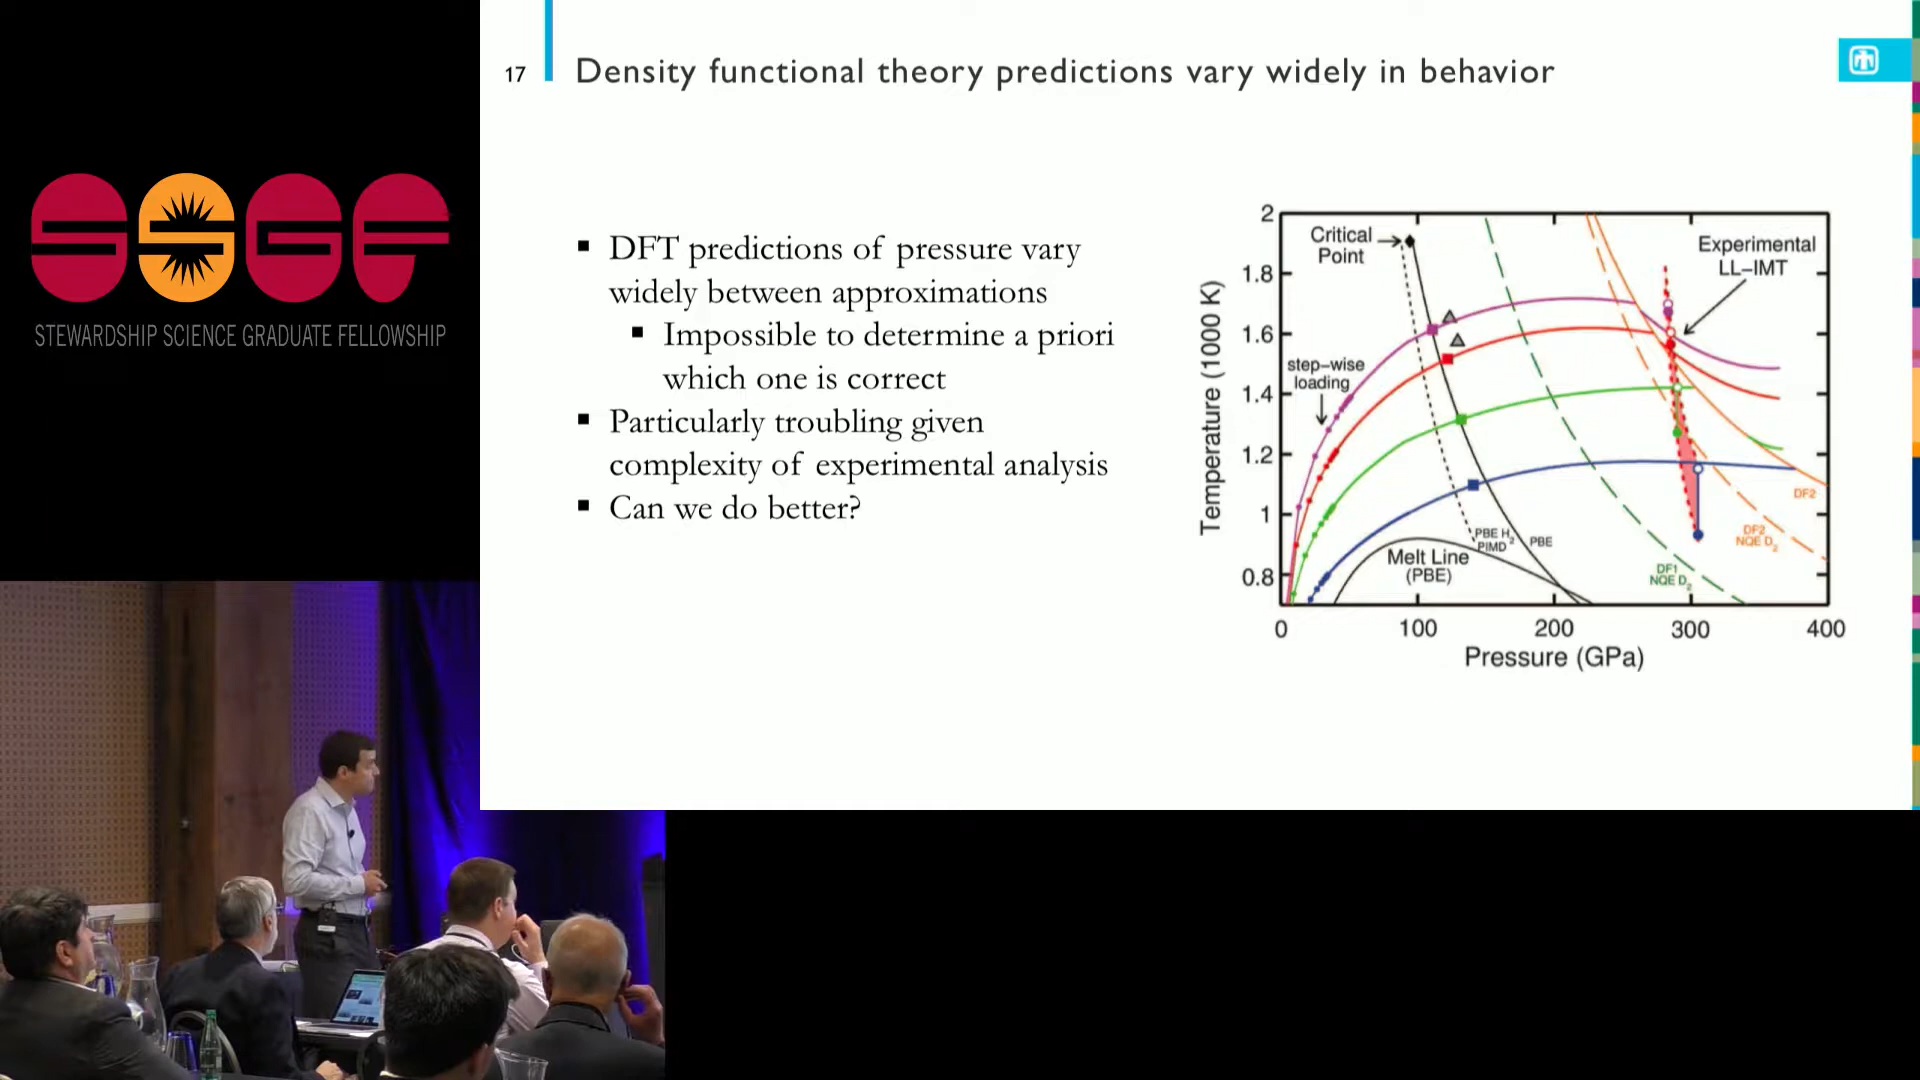 SSGF
STEWARDSHIP SCIENCE GRADUATE FELLOWSHIP
17
Density functional theory predictions vary widely in behavior
▪ DFT predictions of pressure vary
widely between approximations
▪ Impossible to determine a priori
which one is correct
▪ Particularly troubling given
complexity of experimental analysis
▪ Can we do better?
Temperature (1000 K)
2
1.8
1.6
1.4
1.2
1
0.8
Critical
Point
Experimental
LL–IMT
step–wise
loading
DF2
DF2
NQE D2
PBE H2
PIMD
PBE
Melt Line
(PBE)
DF1
NQE D2
0
100
200
300
400
Pressure (GPa)